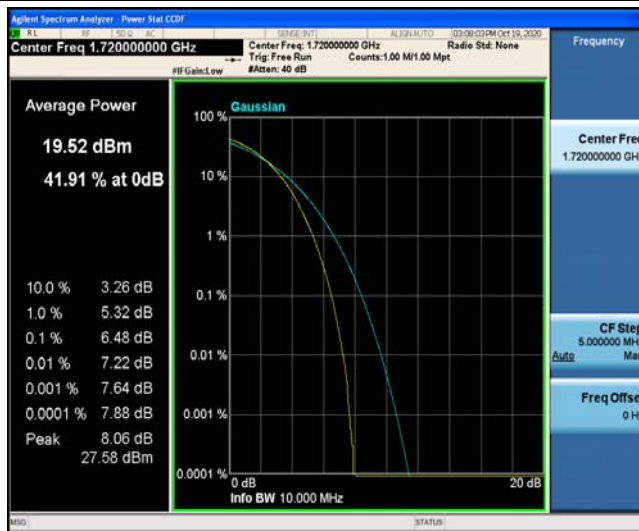 Agilent Spectrum Analyzer - Power Stat CCDF
RL RF 50 Ω AC SENSE:INT ALIGN AUTO 03:08:03 PM Oct 19, 2020
Center Freq 1.720000000 GHz
Center Freq: 1.720000000 GHz Radio Std: None
Trig: Free Run Counts:1.00 M/1.00 Mpt
#IFGain:Low #Atten: 40 dB
Frequency
Average Power
19.52 dBm
41.91 % at 0dB
10.0 % 3.26 dB
1.0 % 5.32 dB
0.1 % 6.48 dB
0.01 % 7.22 dB
0.001 % 7.64 dB
0.0001 % 7.88 dB
Peak 8.06 dB
27.58 dBm
Gaussian
100 %
10 %
1 %
0.1 %
0.01 %
0.001 %
0.0001 %
0 dB 20 dB
Info BW 10.000 MHz
Center Fre
1.720000000 GH
CF Step
5.000000 MH
Auto Ma
Freq Offse
0 H
MSG STATUS